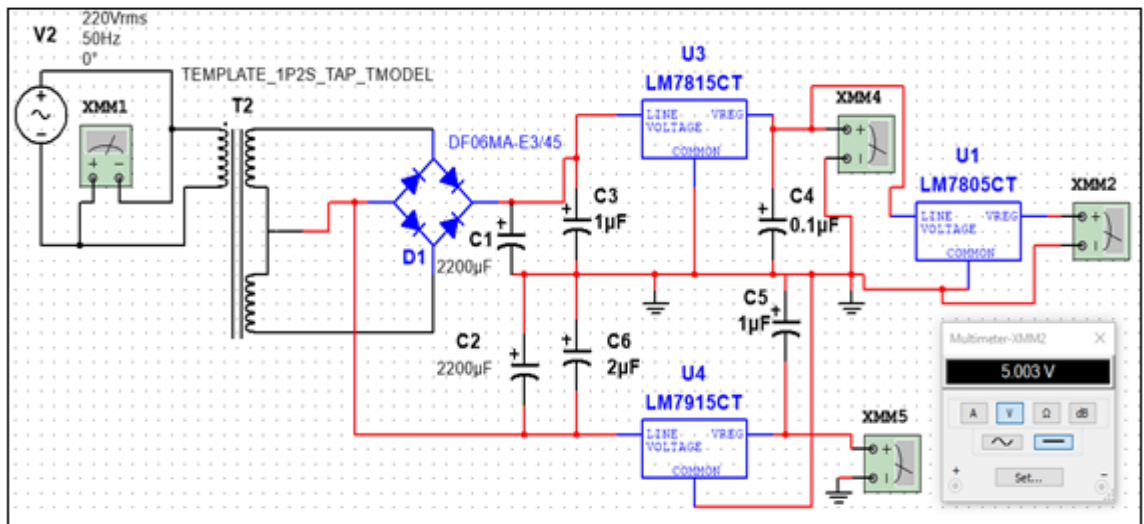 220Vrms
V2
50Hz
0°
TEMPLATE_1P2S_TAP_TMODEL
XMM1
T2
DF06MA-E3/45
D1
U3
LM7815CT
LINE VREG
VOLTAGE
COMMON
XMM4
U1
LM7805CT
LINE VREG
VOLTAGE
COMMON
XMM2
C3
1µF
C4
0.1µF
C1
2200µF
C5
1µF
C2
2200µF
C6
2µF
U4
LM7915CT
LINE VREG
VOLTAGE
COMMON
XMM5
Multimeter-XMM2
5.003 V
A V Ω dB
Set...